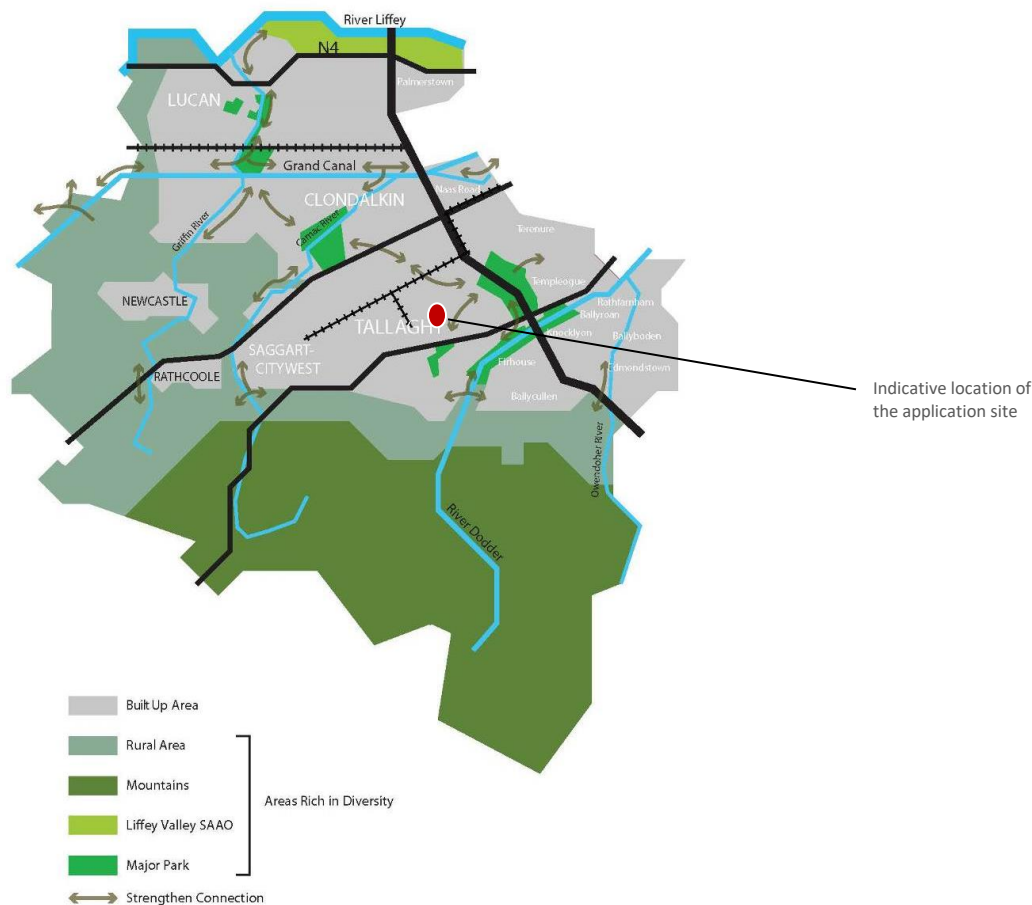 River Liffey
N4
Palmerstown
LUCAN
Grand Canal
CLONDALKIN
Naas Road
Griffin River
Camac River
Terenure
Templeogue
NEWCASTLE
TALLAGHT
Rathfarnham
Ballyroan
Knocklyon
Ballyboden
SAGGART-
CITYWEST
RATHCOOLE
Firhouse
Edmondstown
Ballycullen
Indicative location of
the application site
Owendoher River
River Dodder
Built Up Area
Rural Area
Mountains
Areas Rich in Diversity
Liffey Valley SAAO
Major Park
Strengthen Connection